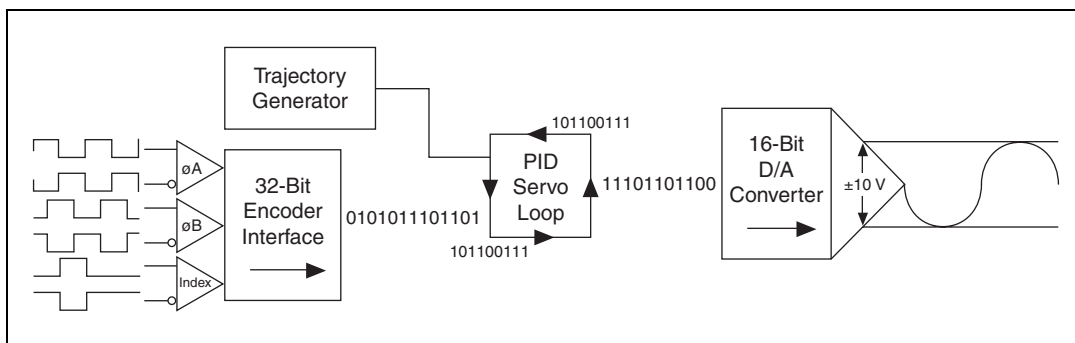 Trajectory
Generator
øA
øB
Index
32-Bit
Encoder
Interface
0101011101101
101100111
PID
Servo
Loop
101100111
11101101100
16-Bit
D/A
Converter
±10 V